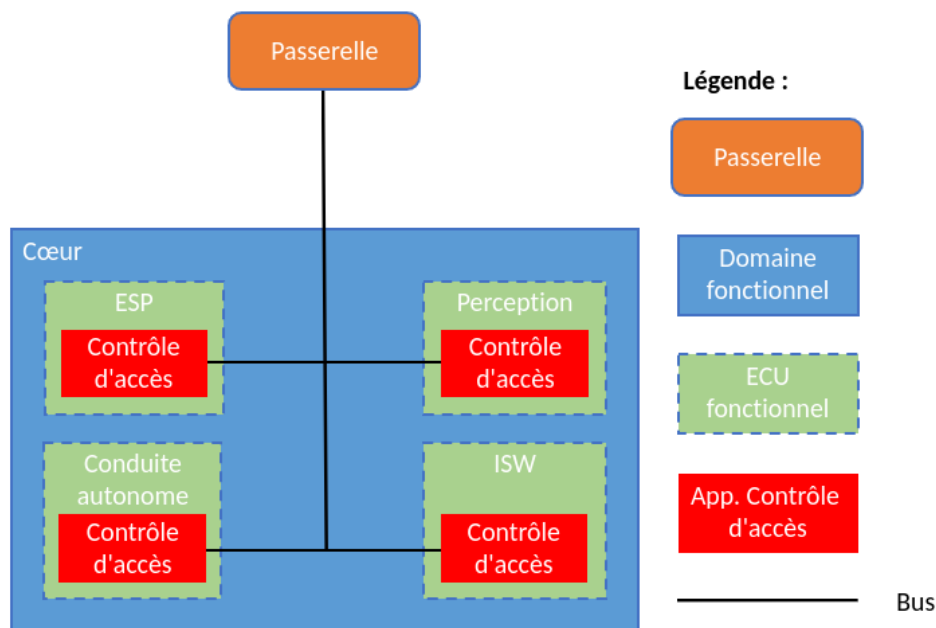 Passerelle
Cœur
ESP
Contrôle
d'accès
Perception
Contrôle
d'accès
Conduite
autonome
Contrôle
d'accès
ISW
Contrôle
d'accès
Légende :
Passerelle
Domaine
fonctionnel
ECU
fonctionnel
App. Contrôle
d'accès
Bus